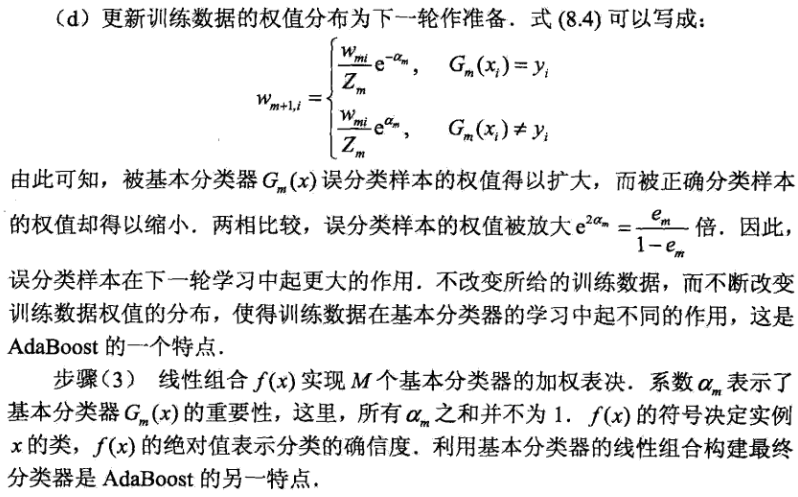 （d）更新训练数据的权值分布为下一轮作准备．式 (8.4) 可以写成：
w_{m+1,i} = { \frac{w_{mi}}{Z_m} e^{-α_m}, G_m(x_i) = y_i
\frac{w_{mi}}{Z_m} e^{α_m}, G_m(x_i) ≠ y_i
由此可知，被基本分类器 G_m(x) 误分类样本的权值得以扩大，而被正确分类样本
的权值却得以缩小．两相比较，误分类样本的权值被放大 e^{2α_m} = \frac{e_m}{1-e_m} 倍．因此，
误分类样本在下一轮学习中起更大的作用．不改变所给的训练数据，而不断改变
训练数据权值的分布，使得训练数据在基本分类器的学习中起不同的作用，这是
AdaBoost 的一个特点．
步骤（3） 线性组合 f(x) 实现 M 个基本分类器的加权表决．系数 α_m 表示了
基本分类器 G_m(x) 的重要性，这里，所有 α_m 之和并不为 1．f(x) 的符号决定实例
x 的类，f(x) 的绝对值表示分类的确信度．利用基本分类器的线性组合构建最终
分类器是 AdaBoost 的另一特点．